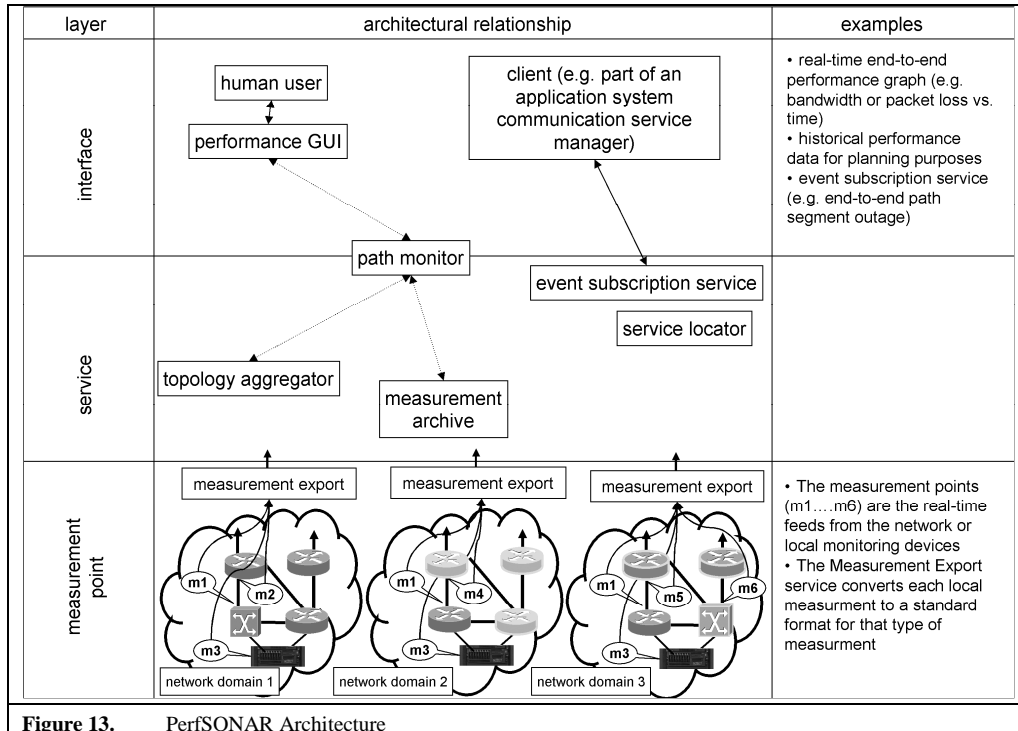 layer
architectural relationship
examples
interface
human user
performance GUI
client (e.g. part of an
application system
communication service
manager)
• real-time end-to-end
performance graph (e.g.
bandwidth or packet loss vs.
time)
• historical performance
data for planning purposes
• event subscription service
(e.g. end-to-end path
segment outage)
path monitor
service
event subscription service
service locator
topology aggregator
measurement
archive
measurement
point
measurement export
measurement export
measurement export
m1
m2
m3
network domain 1
m1
m4
m3
network domain 2
m1
m5
m6
m3
network domain 3
• The measurement points
(m1....m6) are the real-time
feeds from the network or
local monitoring devices
• The Measurement Export
service converts each local
measurment to a standard
format for that type of
measurment
Figure 13. PerfSONAR Architecture